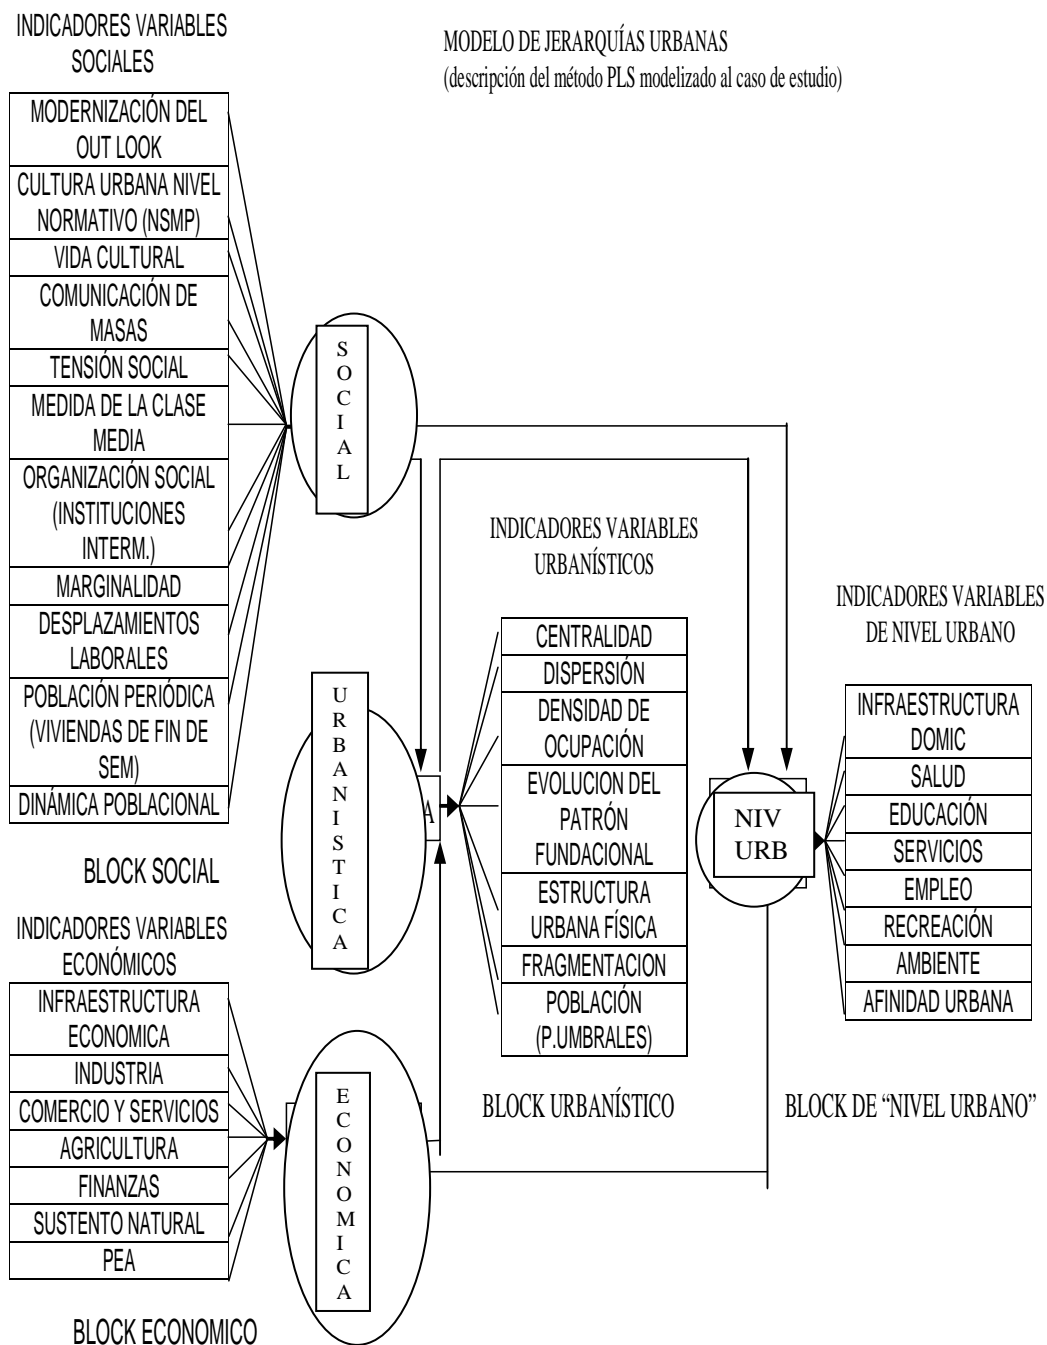 INDICADORES VARIABLES
SOCIALES
MODELO DE JERARQUÍAS URBANAS
(descripción del método PLS modelizado al caso de estudio)
MODERNIZACIÓN DEL
OUT LOOK
CULTURA URBANA NIVEL
NORMATIVO (NSMP)
VIDA CULTURAL
COMUNICACIÓN DE
MASAS
TENSIÓN SOCIAL
MEDIDA DE LA CLASE
MEDIA
ORGANIZACIÓN SOCIAL
(INSTITUCIONES
INTERM.)
MARGINALIDAD
DESPLAZAMIENTOS
LABORALES
POBLACIÓN PERIÓDICA
(VIVIENDAS DE FIN DE
SEM)
DINÁMICA POBLACIONAL
BLOCK SOCIAL
SOCIAL
URBANISTICA
A
INDICADORES VARIABLES
URBANÍSTICOS
CENTRALIDAD
DISPERSIÓN
DENSIDAD DE
OCUPACIÓN
EVOLUCION DEL
PATRÓN
FUNDACIONAL
ESTRUCTURA
URBANA FÍSICA
FRAGMENTACION
POBLACIÓN
(P.UMBRALES)
BLOCK URBANÍSTICO
NIV
URB
INDICADORES VARIABLES
DE NIVEL URBANO
INFRAESTRUCTURA
DOMIC
SALUD
EDUCACIÓN
SERVICIOS
EMPLEO
RECREACIÓN
AMBIENTE
AFINIDAD URBANA
BLOCK DE “NIVEL URBANO”
INDICADORES VARIABLES
ECONÓMICOS
INFRAESTRUCTURA
ECONOMICA
INDUSTRIA
COMERCIO Y SERVICIOS
AGRICULTURA
FINANZAS
SUSTENTO NATURAL
PEA
ECONOMICA
BLOCK ECONOMICO